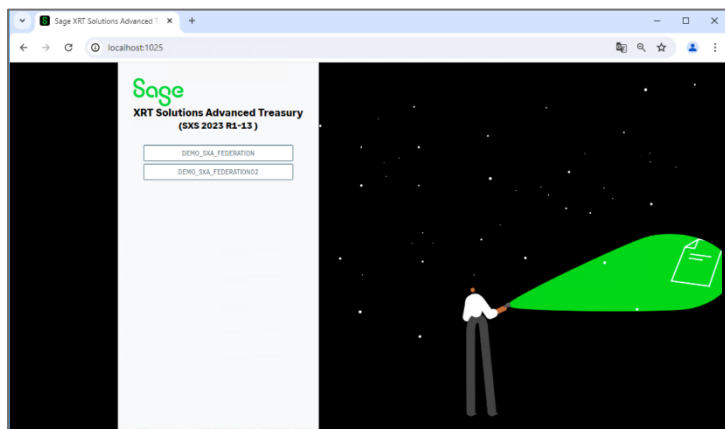 Sage XRT Solutions Advanced T
localhost:1025
Sage
XRT Solutions Advanced Treasury
(SXS 2023 R1-13 )
DEMO_SXA_FEDERATION
DEMO_SXA_FEDERATION02